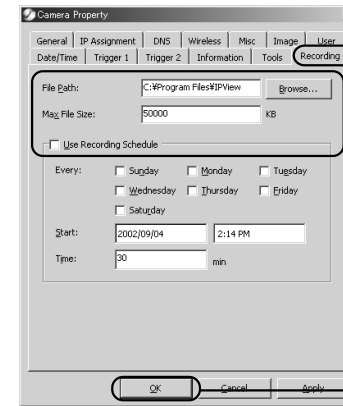 Camera Property
General IP Assignment DNS Wireless Misc Image User
Date/Time Trigger 1 Trigger 2 Information Tools Recording
File Path: C:¥Program Files¥IPView Browse...
Max File Size: 50000 KB
Use Recording Schedule
Every: Sunday Monday Tuesday
Wednesday Thursday Friday
Saturday
Start: 2002/09/04 2:14 PM
Time: 30 min
OK Cancel Apply